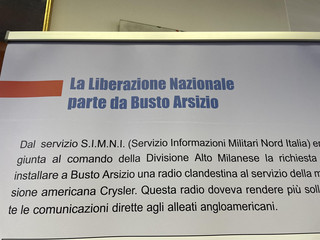 La Liberazione Nazionale
parte da Busto Arsizio
Dal servizio S.I.M.N.I. (Servizio Informazioni Militari Nord Italia) e
giunta al comando della Divisione Alto Milanese la richiesta
installare a Busto Arsizio una radio clandestina al servizio della m
sione americana Crysler. Questa radio doveva rendere più soll
te le comunicazioni dirette agli alleati angloamericani.